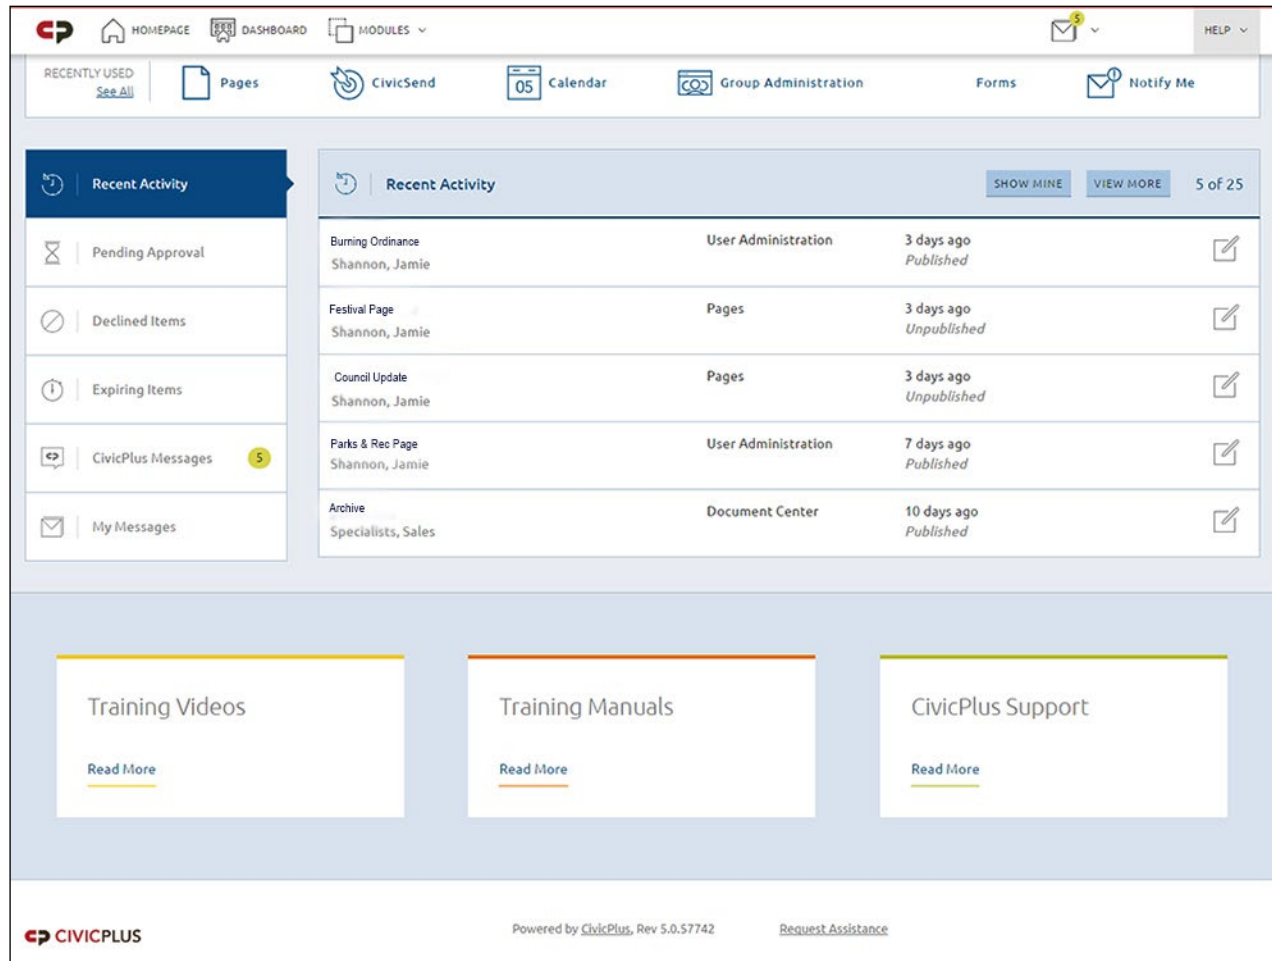 CP HOMEPAGE DASHBOARD MODULES 5 HELP
RECENTLY USED
See All
Pages
CivicSend
05 Calendar
Group Administration
Forms
Notify Me
Recent Activity
Pending Approval
Declined Items
Expiring Items
CP CivicPlus Messages 5
My Messages
Recent Activity SHOW MINE VIEW MORE 5 of 25
Burning Ordinance User Administration 3 days ago
Shannon, Jamie Published
Festival Page Pages 3 days ago
Shannon, Jamie Unpublished
Council Update Pages 3 days ago
Shannon, Jamie Unpublished
Parks & Rec Page User Administration 7 days ago
Shannon, Jamie Published
Archive Document Center 10 days ago
Specialists, Sales Published
Training Videos
Read More
Training Manuals
Read More
CivicPlus Support
Read More
CP CIVICPLUS
Powered by CivicPlus, Rev 5.0.57742 Request Assistance